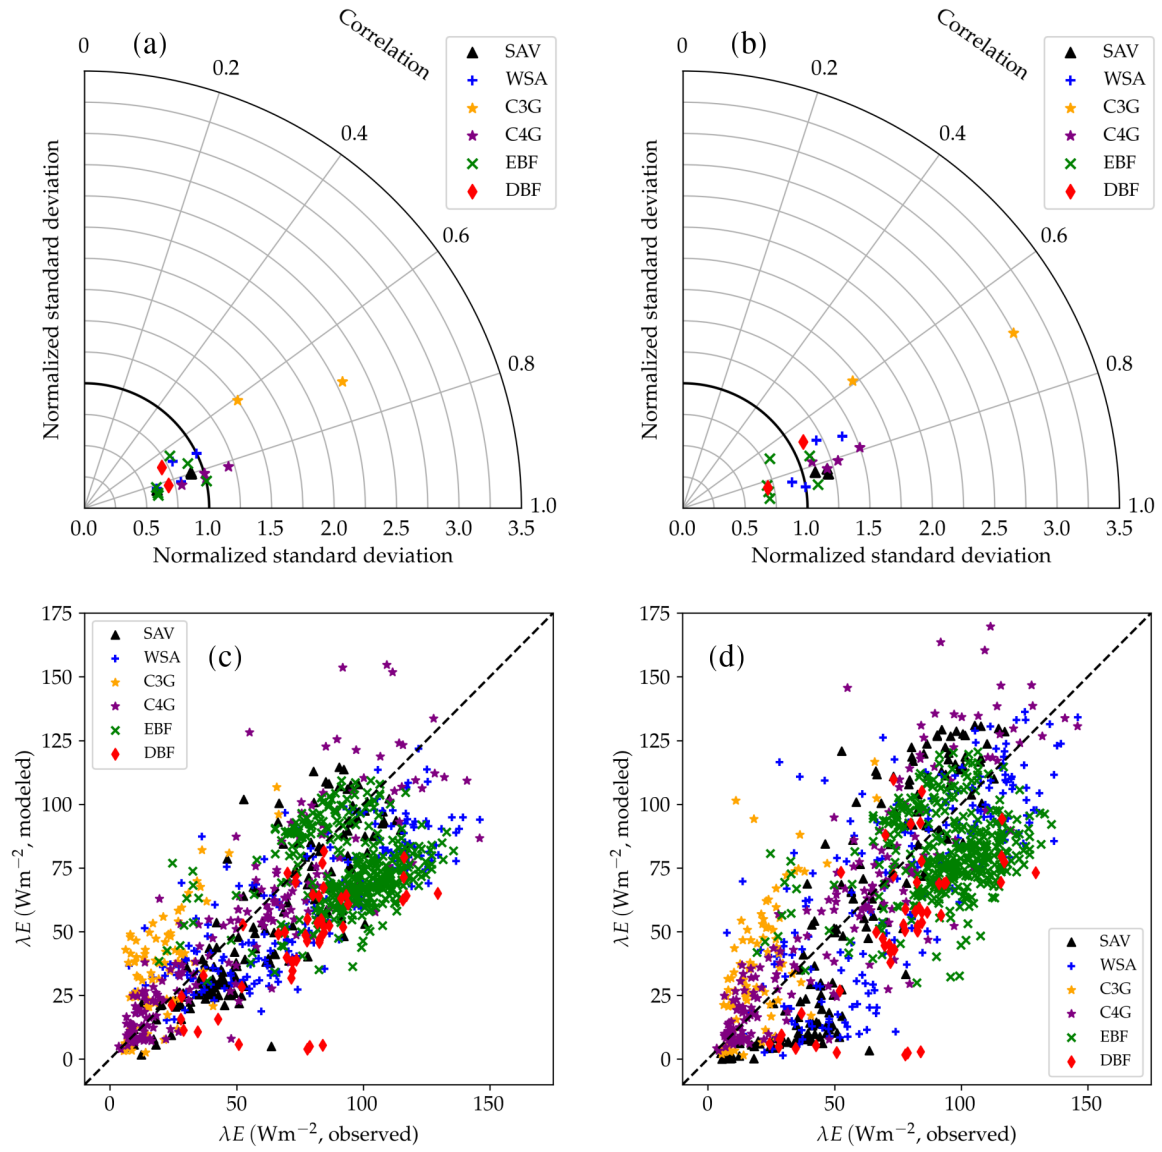 (a)
Correlation
0
0.2
0.4
0.6
0.8
1.0
SAV
WSA
C3G
C4G
EBF
DBF
Normalized standard deviation
0.0 0.5 1.0 1.5 2.0 2.5 3.0 3.5
Normalized standard deviation
(b)
Correlation
0
0.2
0.4
0.6
0.8
1.0
SAV
WSA
C3G
C4G
EBF
DBF
Normalized standard deviation
0.0 0.5 1.0 1.5 2.0 2.5 3.0 3.5
Normalized standard deviation
(c)
SAV
WSA
C3G
C4G
EBF
DBF
175
150
125
100
75
50
25
0
λE (Wm⁻², modeled)
0 50 100 150
λE (Wm⁻², observed)
(d)
175
150
125
100
75
50
25
0
λE (Wm⁻², modeled)
SAV
WSA
C3G
C4G
EBF
DBF
0 50 100 150
λE (Wm⁻², observed)